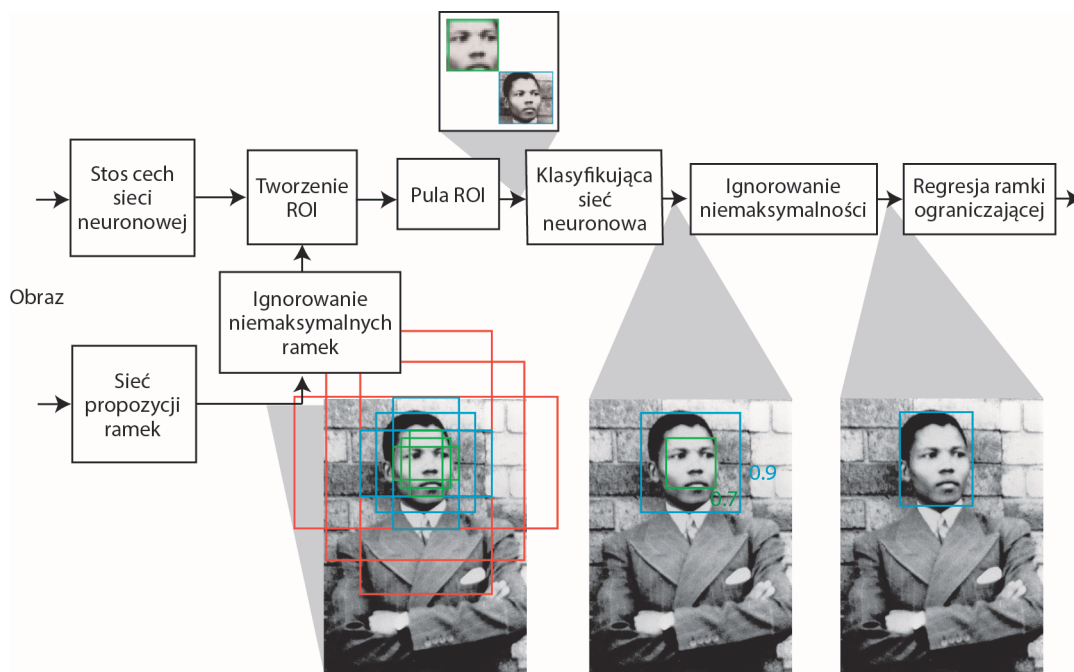 Stos cech
sieci
neuronowej
Tworzenie
ROI
Pula ROI
Klasyfikująca
sieć
neuronowa
Ignorowanie
niemaksymalności
Regresja ramki
ograniczającej
Obraz
Ignorowanie
niemaksymalnych
ramek
Sieć
propozycji
ramek
0.9
0.7